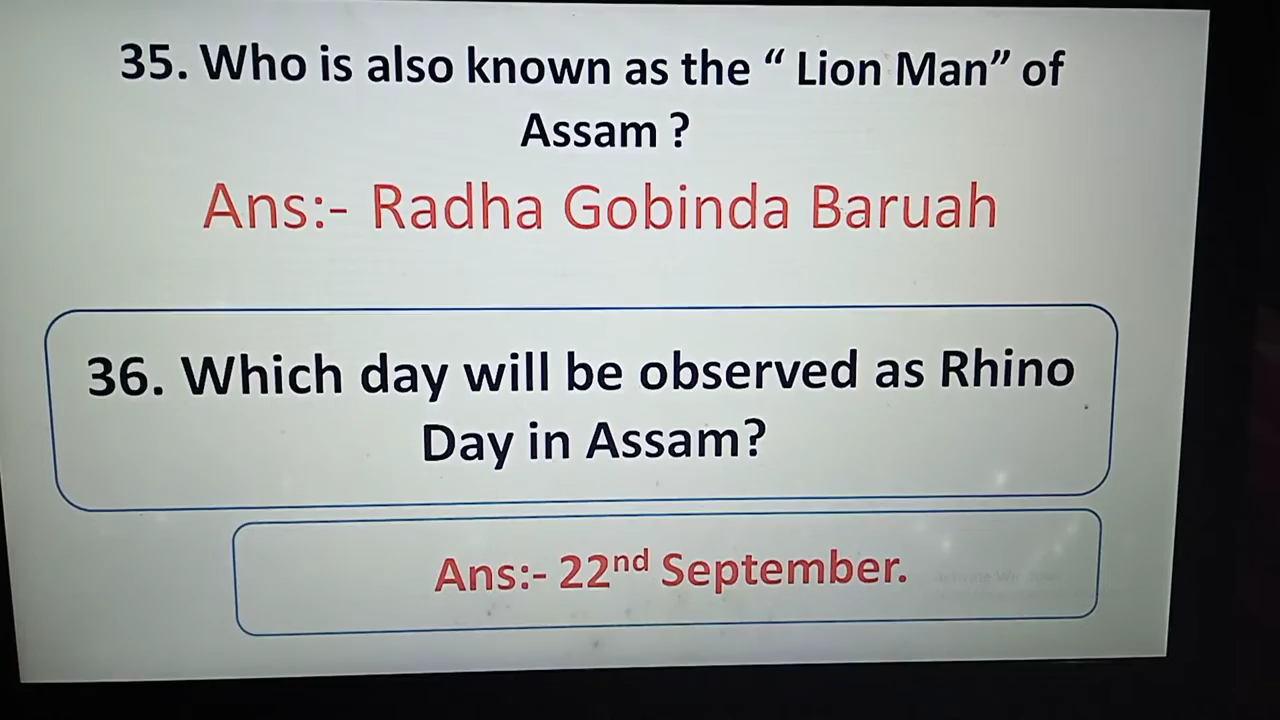 35. Who is also known as the “ Lion Man” of
Assam ?
Ans:- Radha Gobinda Baruah
36. Which day will be observed as Rhino
Day in Assam?
Ans:- 22nd September.